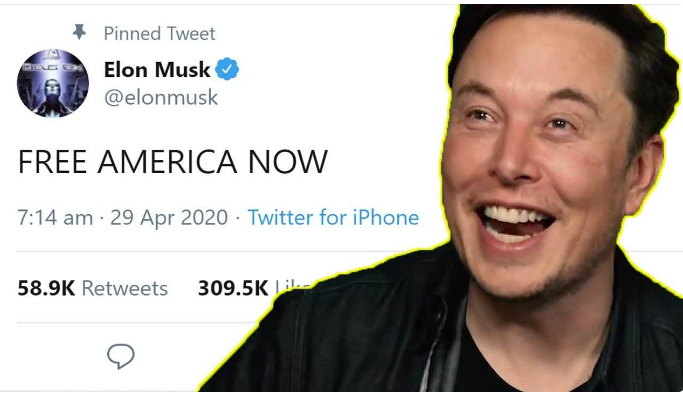 Pinned Tweet
Elon Musk
@elonmusk
FREE AMERICA NOW
7:14 am · 29 Apr 2020 · Twitter for iPhone
58.9K Retweets 309.5K Likes